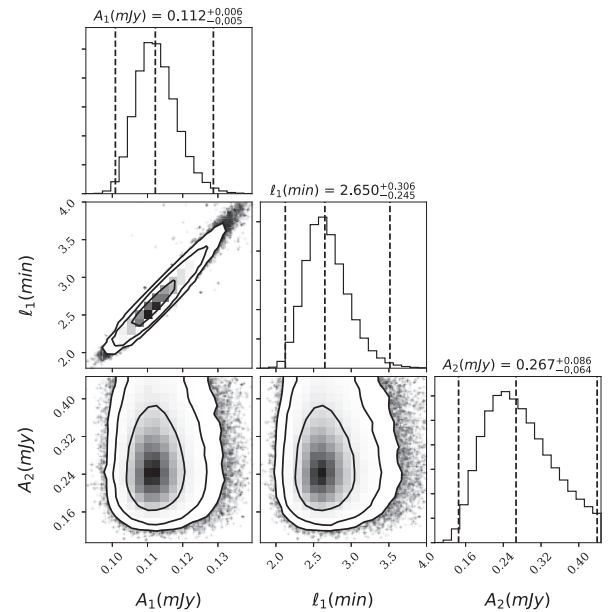 A₁(mJy) = 0.112⁺⁰·⁰⁰⁶₋₀.₀₀₅
4.0
ℓ₁(min) = 2.650⁺⁰·³⁰⁶₋₀.₂₄₅
3.5
ℓ₁(min)
3.0
2.5
2.0
A₂(mJy) = 0.267⁺⁰·⁰⁸⁶₋₀.₀₆₄
0.40
0.32
A₂(mJy)
0.24
0.16
0.10 0.11 0.12 0.13 2.0 2.5 3.0 3.5 4.0 0.16 0.24 0.32 0.40
A₁(mJy) ℓ₁(min) A₂(mJy)